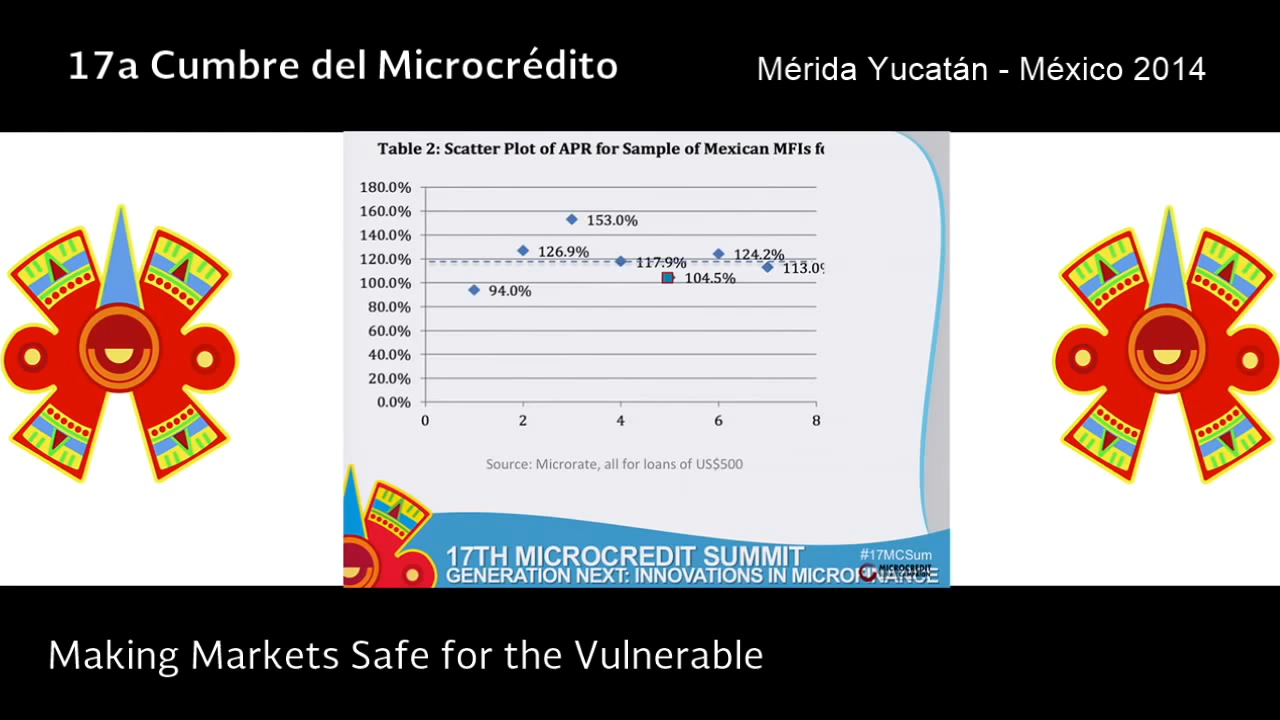 17a Cumbre del Microcrédito
Mérida Yucatán - México 2014
Table 2: Scatter Plot of APR for Sample of Mexican MFIs
180.0%
160.0%
140.0%
120.0%
100.0%
80.0%
60.0%
40.0%
20.0%
0.0%
153.0%
126.9%
124.2%
117.9%
113.0%
104.5%
94.0%
0 2 4 6 8
Source: Microrate, all for loans of US$500
17TH MICROCREDIT SUMMIT
#17MCSum
GENERATION NEXT: INNOVATIONS IN MICROFINANCE
MICROCREDIT
Making Markets Safe for the Vulnerable